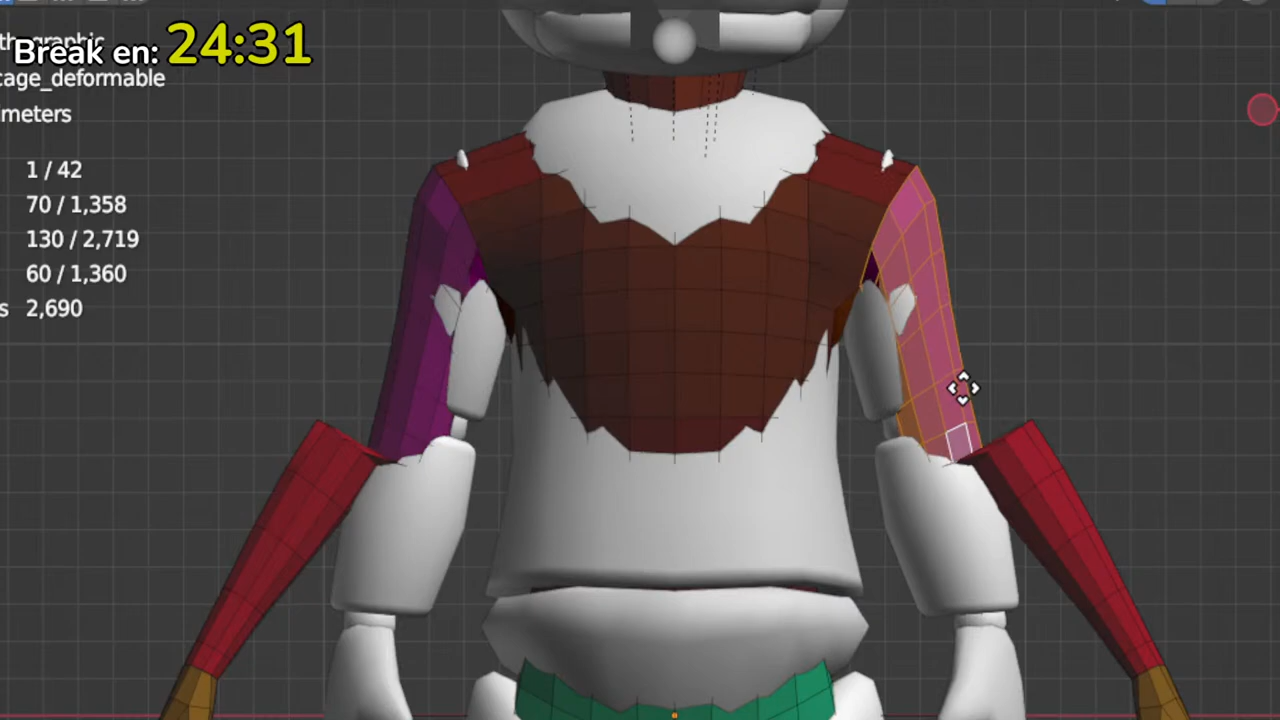 Break en: 24:31
cage_deformable
meters
1 / 42
70 / 1,358
130 / 2,719
60 / 1,360
s 2,690